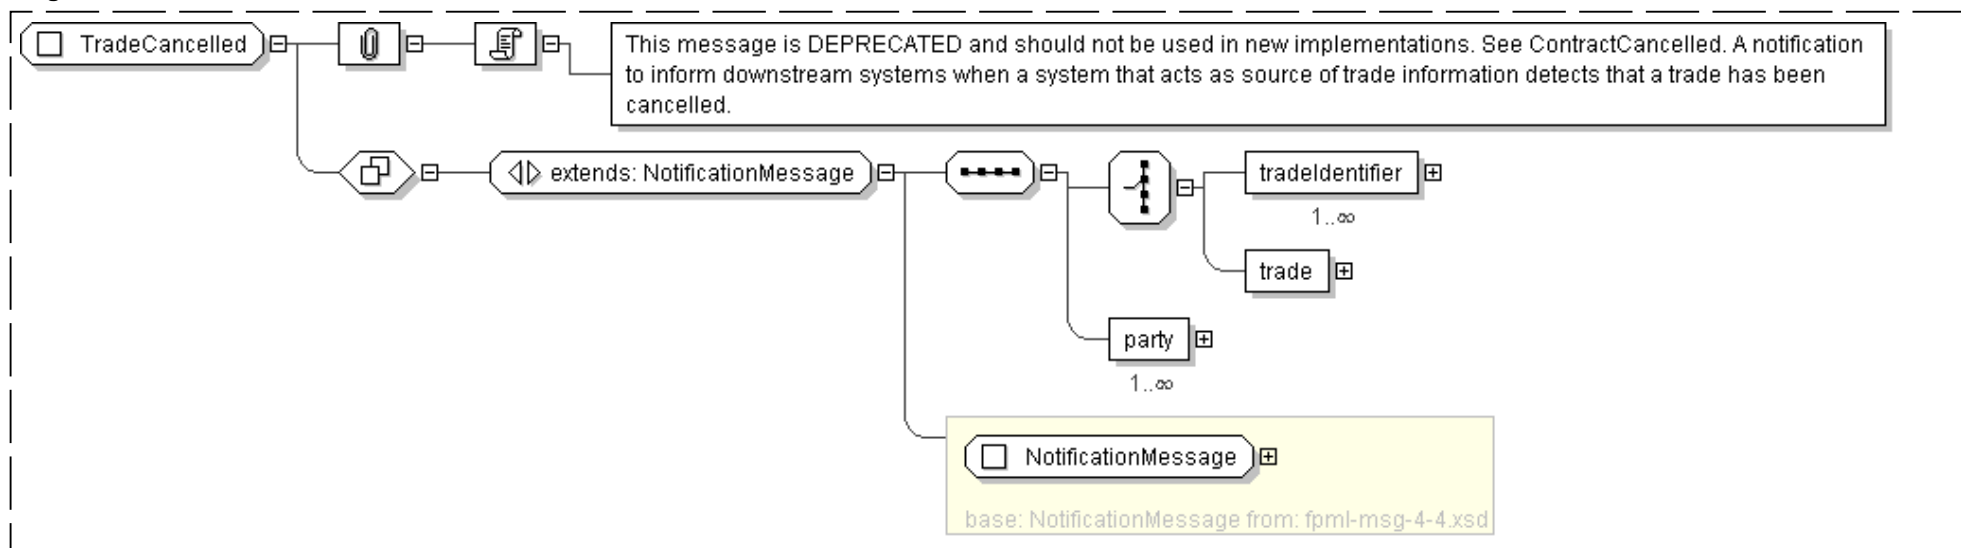 TradeCancelled
This message is DEPRECATED and should not be used in new implementations. See ContractCancelled. A notification
to inform downstream systems when a system that acts as source of trade information detects that a trade has been
cancelled.
extends: NotificationMessage
tradeIdentifier
1..∞
trade
party
1..∞
NotificationMessage
base: NotificationMessage from: fpml-msg-4-4.xsd